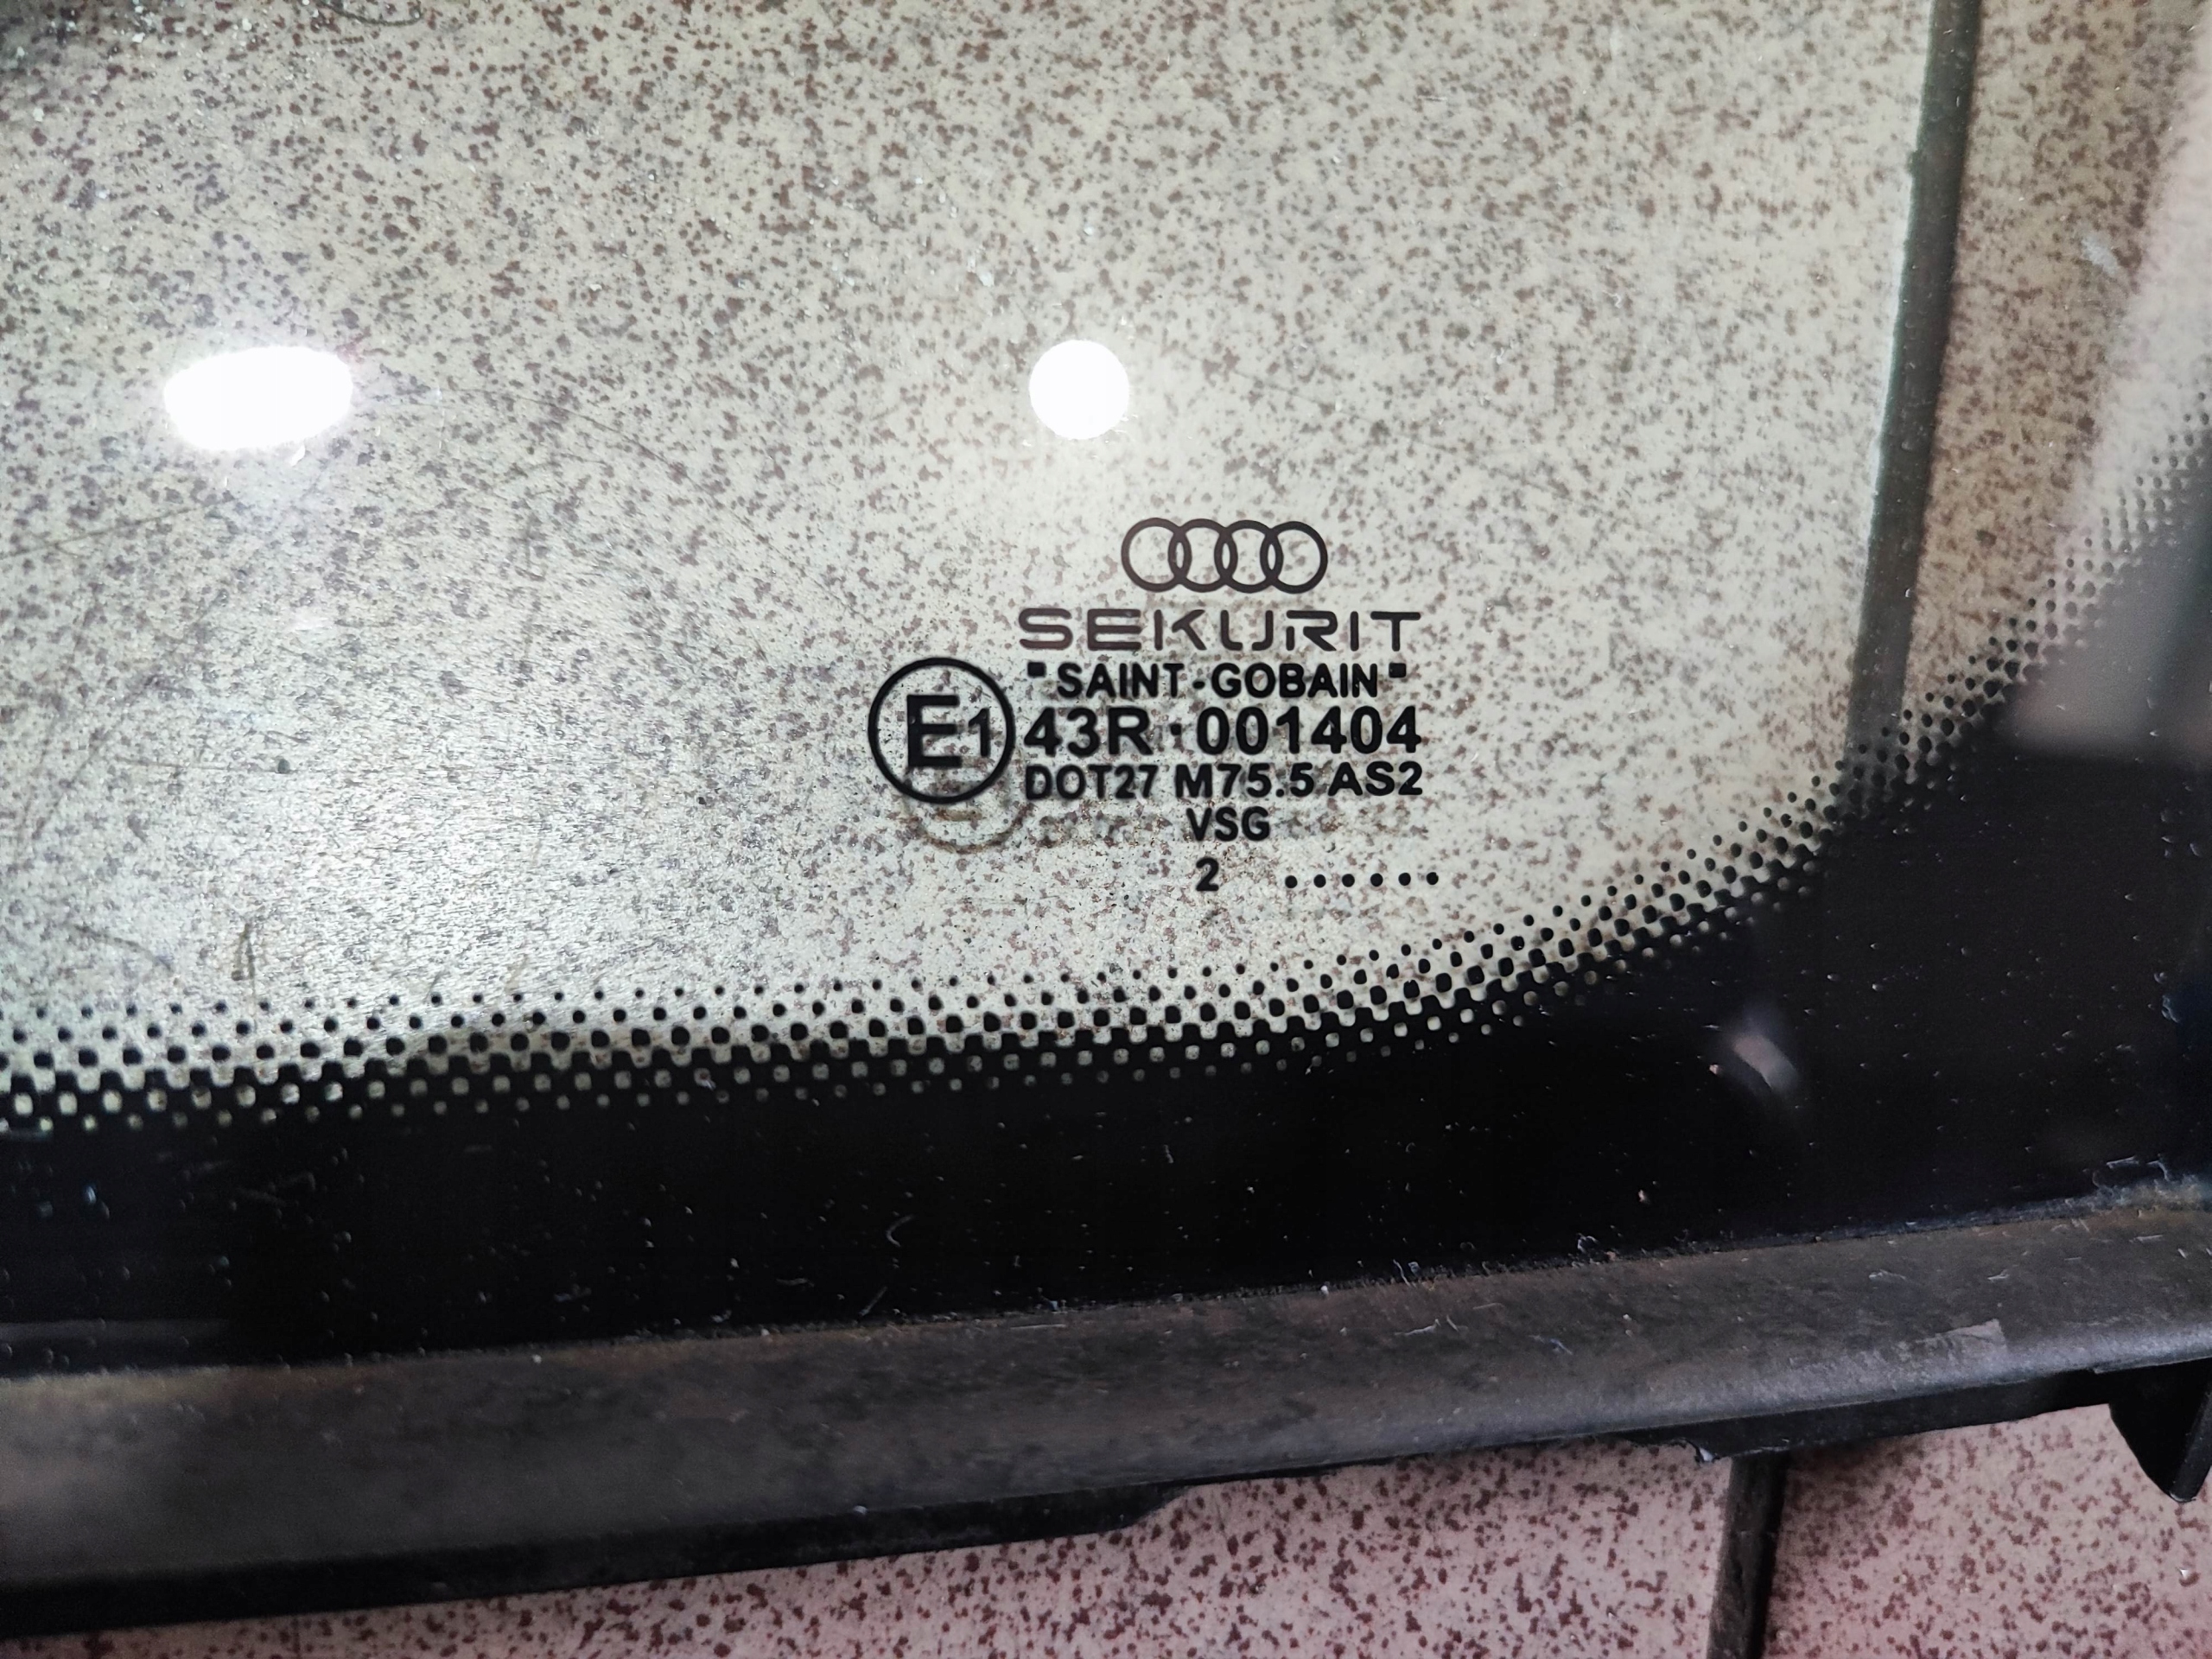 SEKURIT
"SAINT-GOBAIN"
E1 43R·001404
DOT27 M75.5 AS2
VSG
2 ......